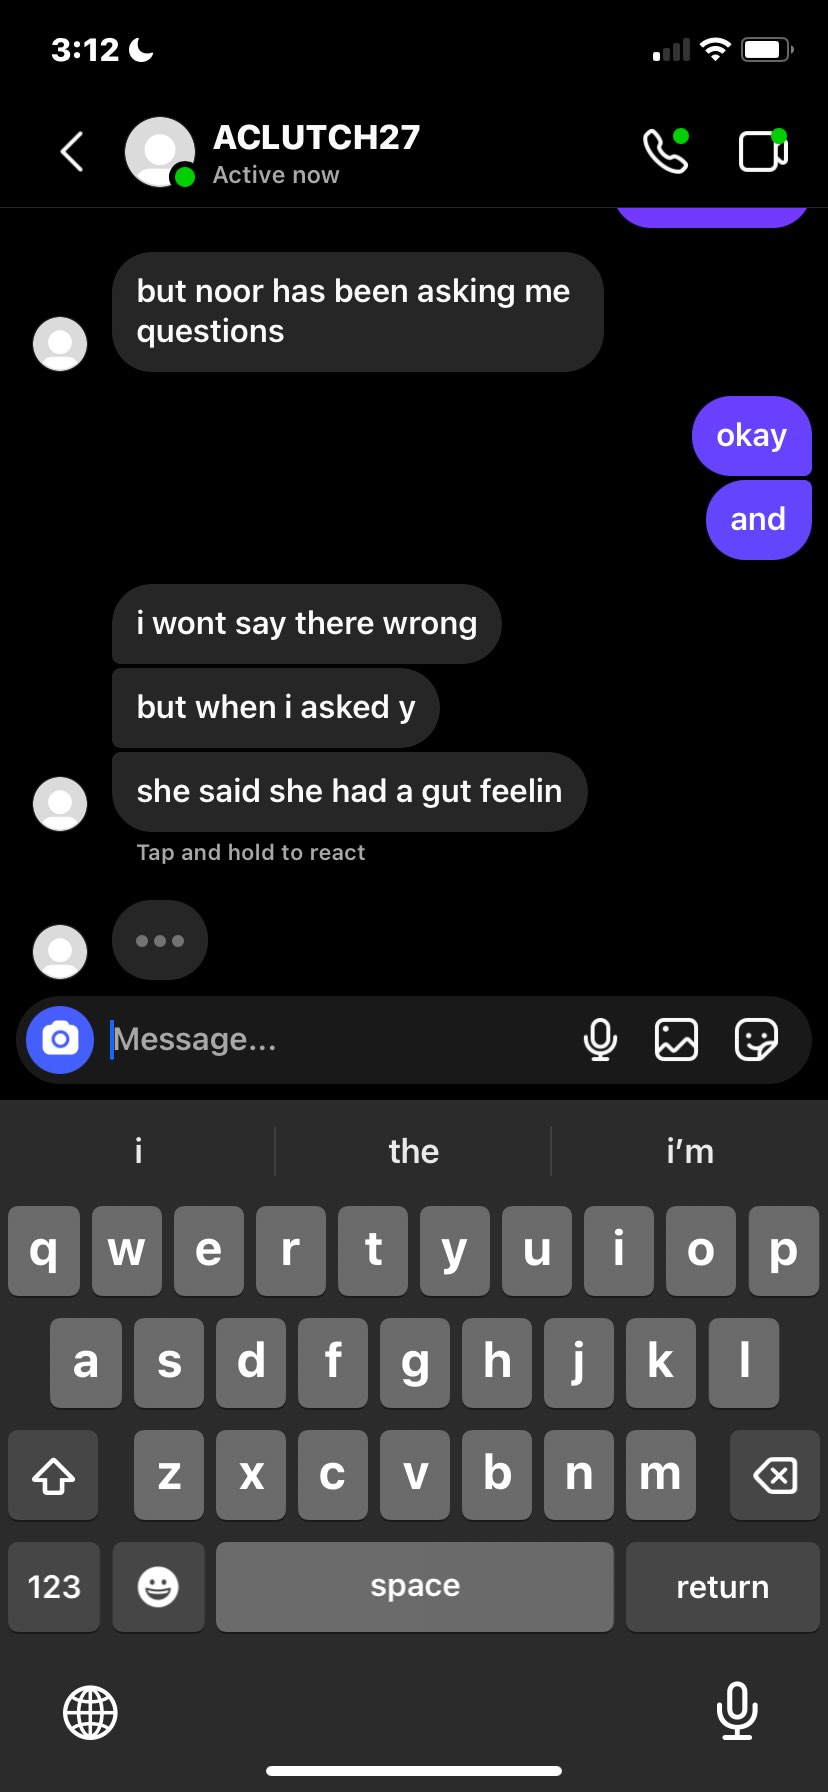 3:12
ACLUTCH27
Active now
but noor has been asking me
questions
okay
and
i wont say there wrong
but when i asked y
she said she had a gut feelin
Tap and hold to react
Message...
i the i'm
q w e r t y u i o p
a s d f g h j k l
z x c v b n m
123 space return